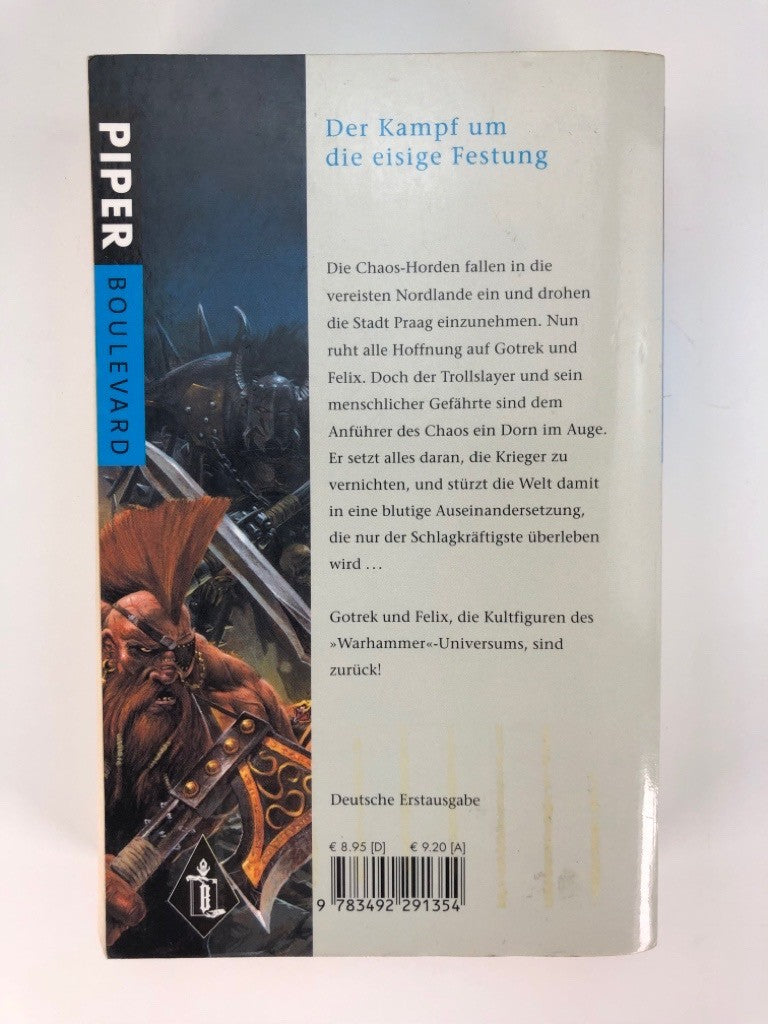 PIPER
BOULEVARD
Der Kampf um
die eisige Festung
Die Chaos-Horden fallen in die
vereisten Nordlande ein und drohen
die Stadt Praag einzunehmen. Nun
ruht alle Hoffnung auf Gotrek und
Felix. Doch der Trollslayer und sein
menschlicher Gefährte sind dem
Anführer des Chaos ein Dorn im Auge.
Er setzt alles daran, die Krieger zu
vernichten, und stürzt die Welt damit
in eine blutige Auseinandersetzung,
die nur der Schlagkräftigste überleben
wird ...
Gotrek und Felix, die Kultfiguren des
»Warhammer«-Universums, sind
zurück!
Deutsche Erstausgabe
€ 8.95 [D] € 9.20 [A]
9 783492 291354